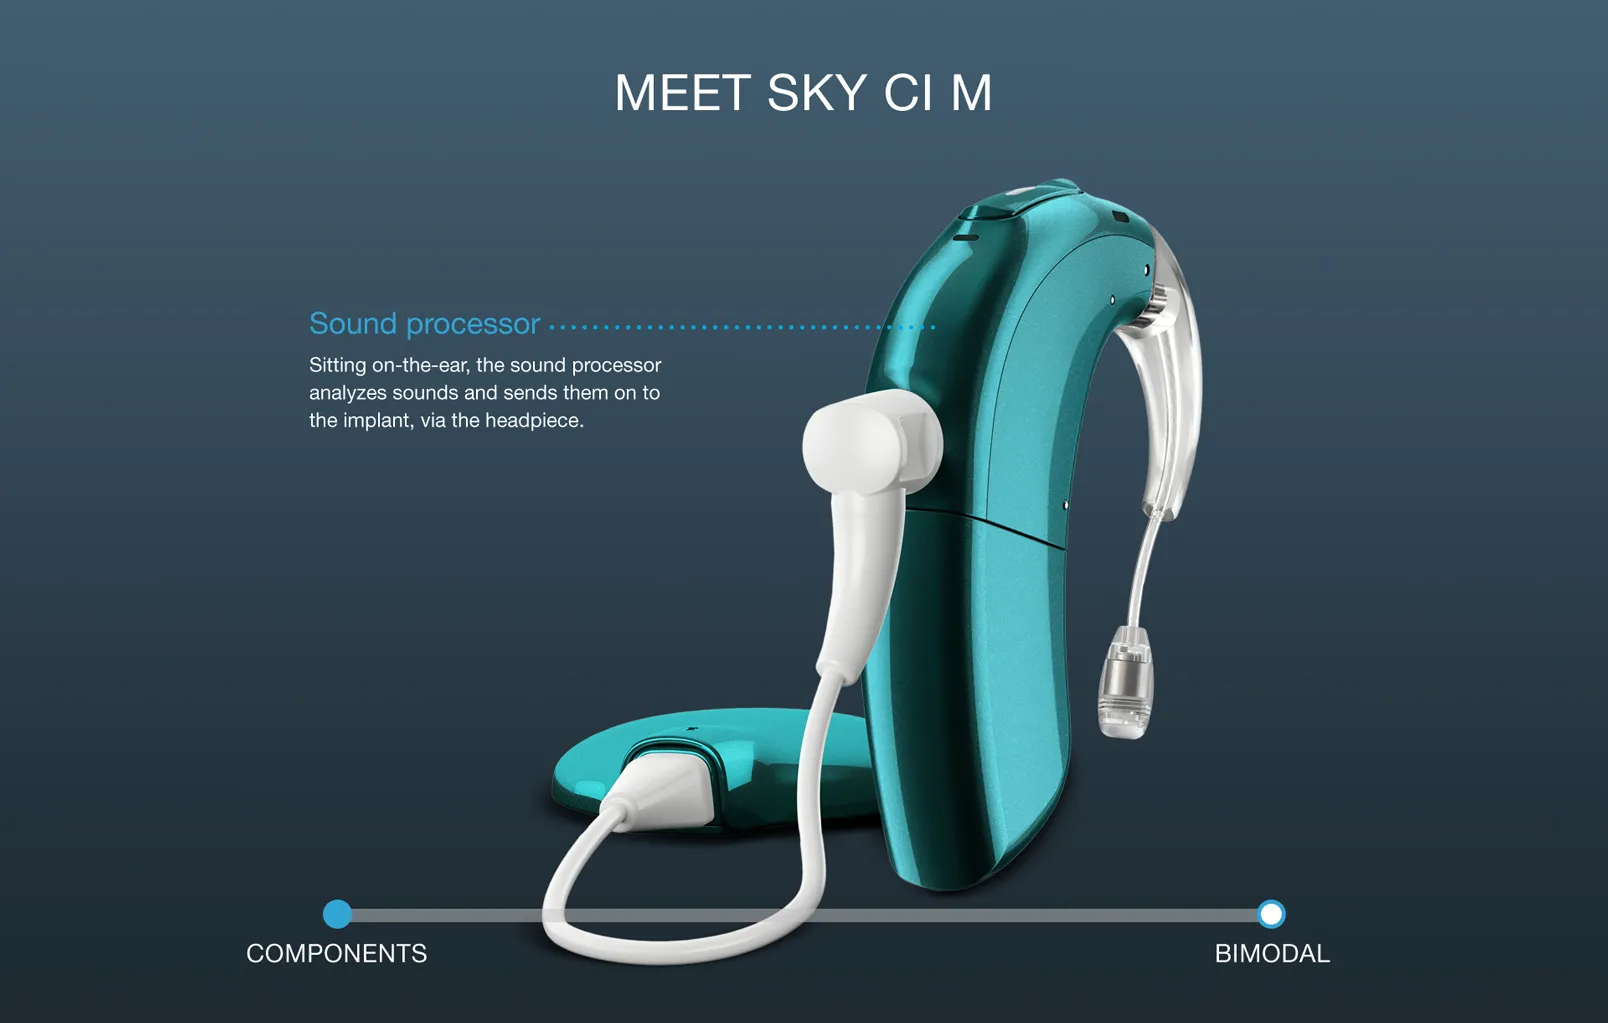 MEET SKY CI M
Sound processor
Sitting on-the-ear, the sound processor
analyzes sounds and sends them on to
the implant, via the headpiece.
COMPONENTS
BIMODAL